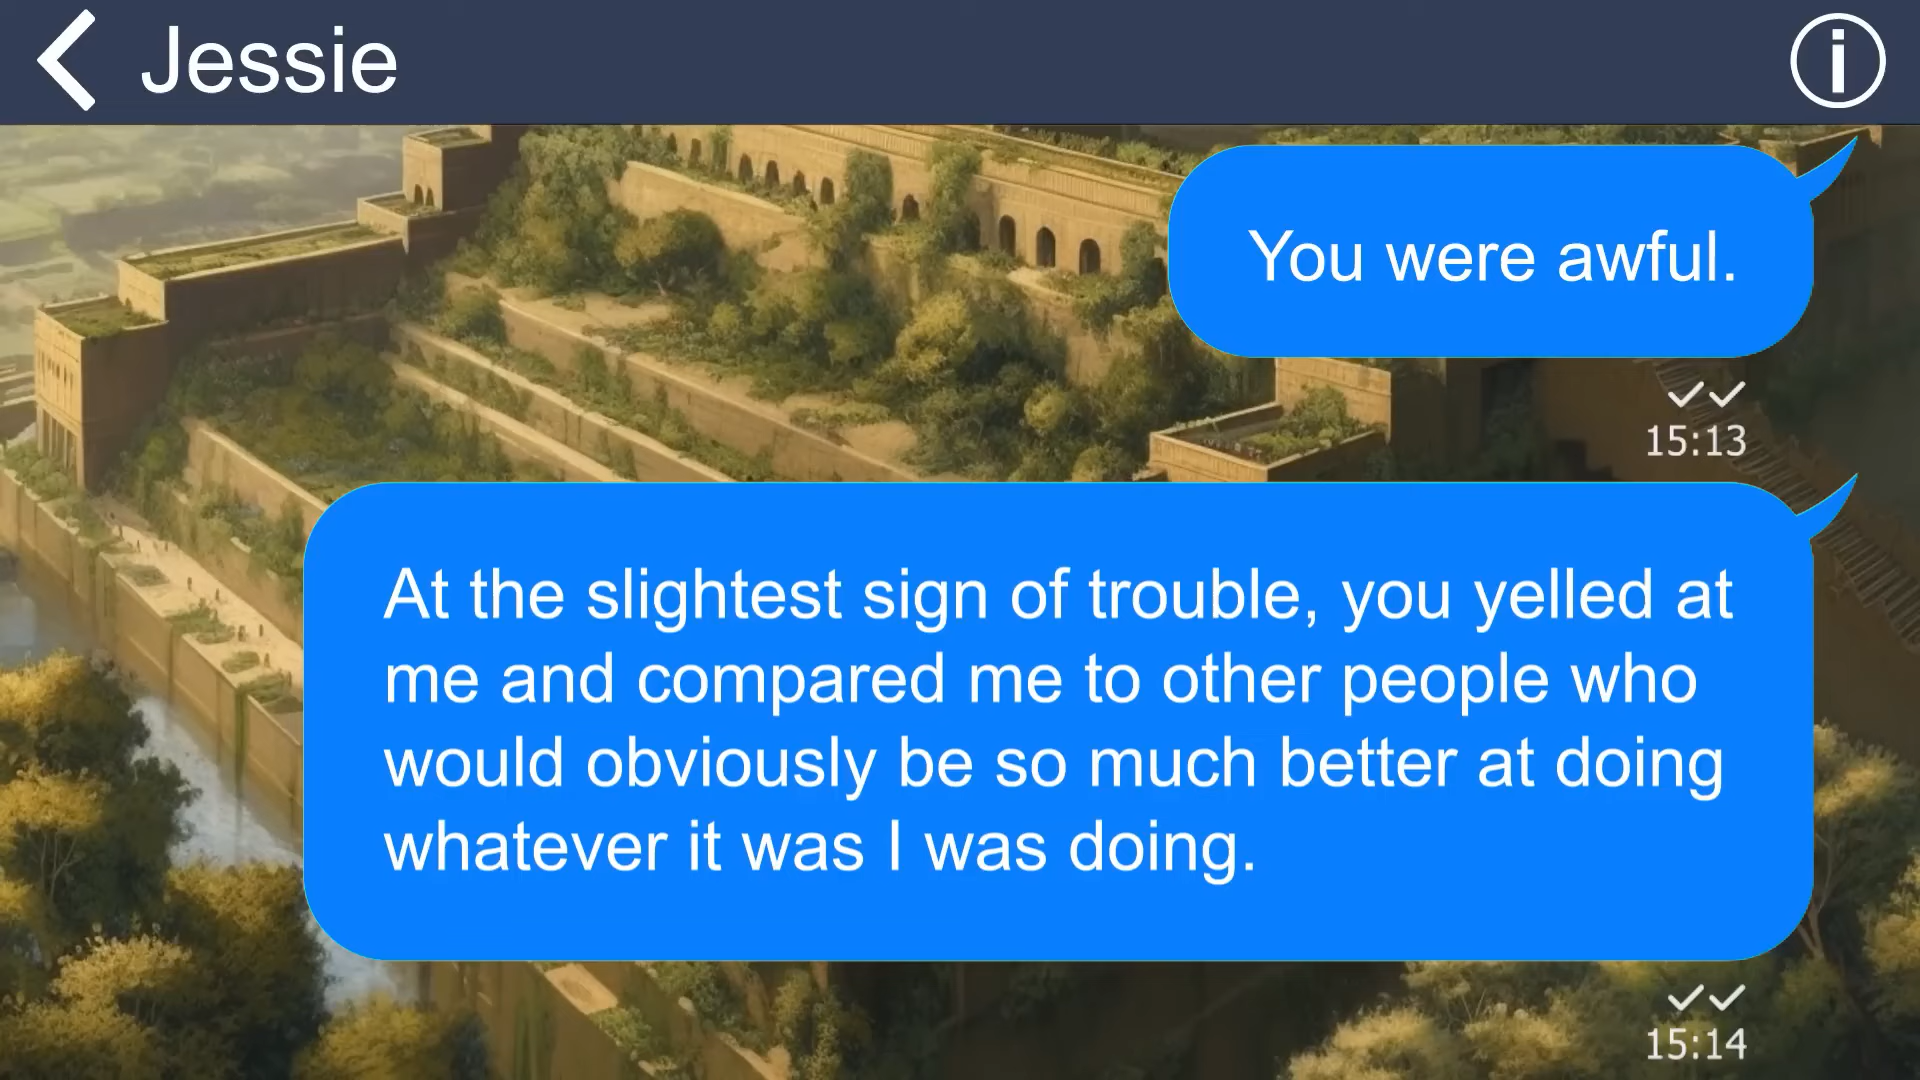 Jessie
You were awful.
15:13
At the slightest sign of trouble, you yelled at
me and compared me to other people who
would obviously be so much better at doing
whatever it was I was doing.
15:14